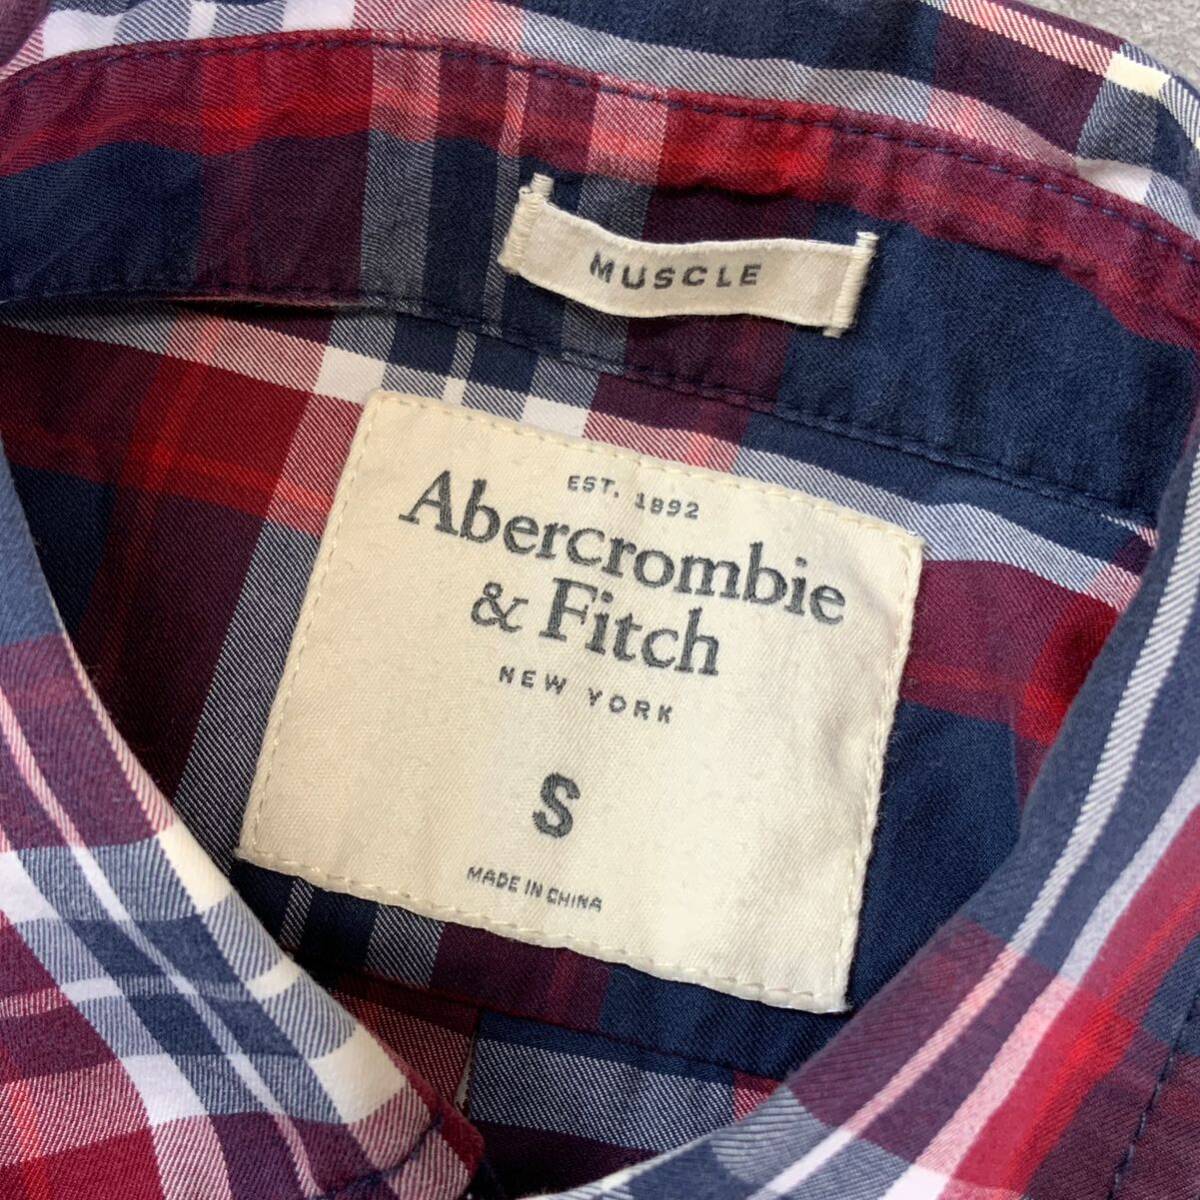 MUSCLE
EST. 1892
Abercrombie
& Fitch
NEW YORK
S
MADE IN CHINA